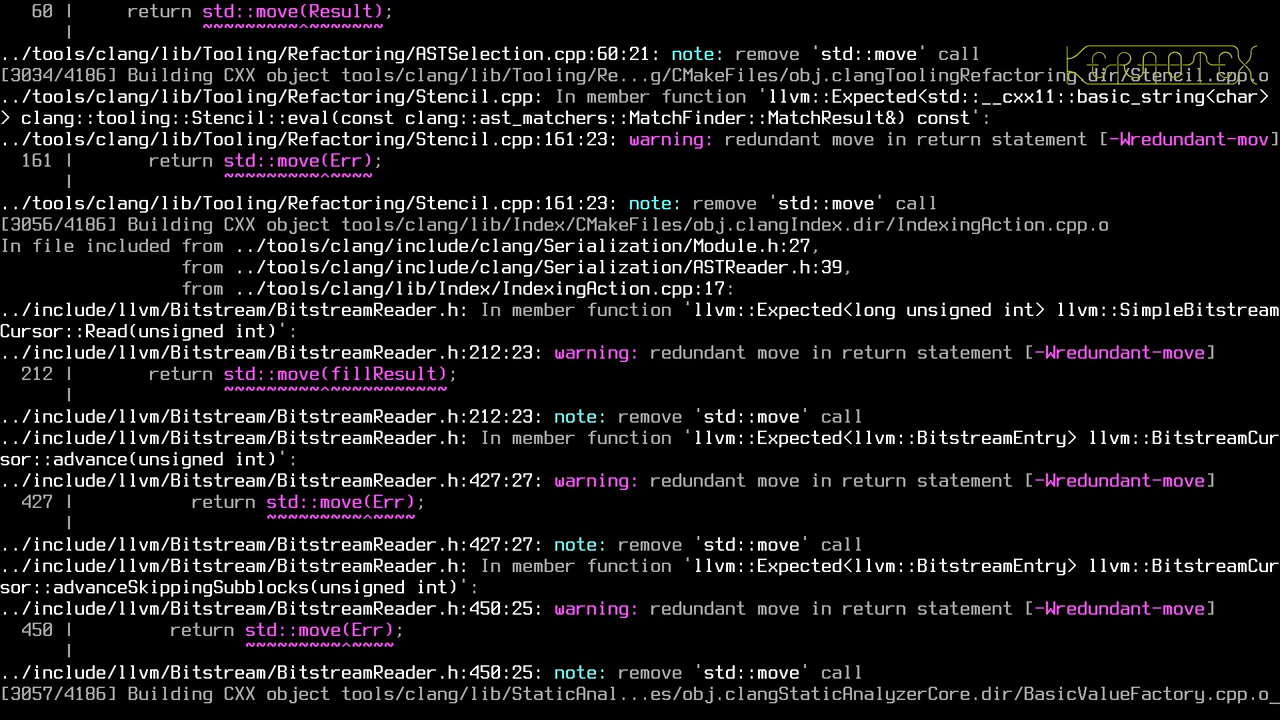 60 |     return std::move(Result);
      |            ~~~~~~~~~^~~~~~~~
../tools/clang/lib/Tooling/Refactoring/ASTSelection.cpp:60:21: note: remove 'std::move' call
KERNOTEX
[3034/4186] Building CXX object tools/clang/lib/Tooling/Re...g/CMakeFiles/obj.clangToolingRefactoring.dir/Stencil.cpp.o
../tools/clang/lib/Tooling/Refactoring/Stencil.cpp: In member function 'llvm::Expected<std::__cxx11::basic_string<char>
> clang::tooling::Stencil::eval(const clang::ast_matchers::MatchFinder::MatchResult&) const':
../tools/clang/lib/Tooling/Refactoring/Stencil.cpp:161:23: warning: redundant move in return statement [-Wredundant-mov]
  161 |       return std::move(Err);
      |              ~~~~~~~~~^~~~~
../tools/clang/lib/Tooling/Refactoring/Stencil.cpp:161:23: note: remove 'std::move' call
[3056/4186] Building CXX object tools/clang/lib/Index/CMakeFiles/obj.clangIndex.dir/IndexingAction.cpp.o
In file included from ../tools/clang/include/clang/Serialization/Module.h:27,
                 from ../tools/clang/include/clang/Serialization/ASTReader.h:39,
                 from ../tools/clang/lib/Index/IndexingAction.cpp:17:
../include/llvm/Bitstream/BitstreamReader.h: In member function 'llvm::Expected<long unsigned int> llvm::SimpleBitstream
Cursor::Read(unsigned int)':
../include/llvm/Bitstream/BitstreamReader.h:212:23: warning: redundant move in return statement [-Wredundant-move]
  212 |       return std::move(fillResult);
      |              ~~~~~~~~~^~~~~~~~~~~~
../include/llvm/Bitstream/BitstreamReader.h:212:23: note: remove 'std::move' call
../include/llvm/Bitstream/BitstreamReader.h: In member function 'llvm::Expected<llvm::BitstreamEntry> llvm::BitstreamCur
sor::advance(unsigned int)':
../include/llvm/Bitstream/BitstreamReader.h:427:27: warning: redundant move in return statement [-Wredundant-move]
  427 |           return std::move(Err);
      |                  ~~~~~~~~~^~~~~
../include/llvm/Bitstream/BitstreamReader.h:427:27: note: remove 'std::move' call
../include/llvm/Bitstream/BitstreamReader.h: In member function 'llvm::Expected<llvm::BitstreamEntry> llvm::BitstreamCur
sor::advanceSkippingSubblocks(unsigned int)':
../include/llvm/Bitstream/BitstreamReader.h:450:25: warning: redundant move in return statement [-Wredundant-move]
  450 |         return std::move(Err);
      |                ~~~~~~~~~^~~~~
../include/llvm/Bitstream/BitstreamReader.h:450:25: note: remove 'std::move' call
[3057/4186] Building CXX object tools/clang/lib/StaticAnal...es/obj.clangStaticAnalyzerCore.dir/BasicValueFactory.cpp.o_